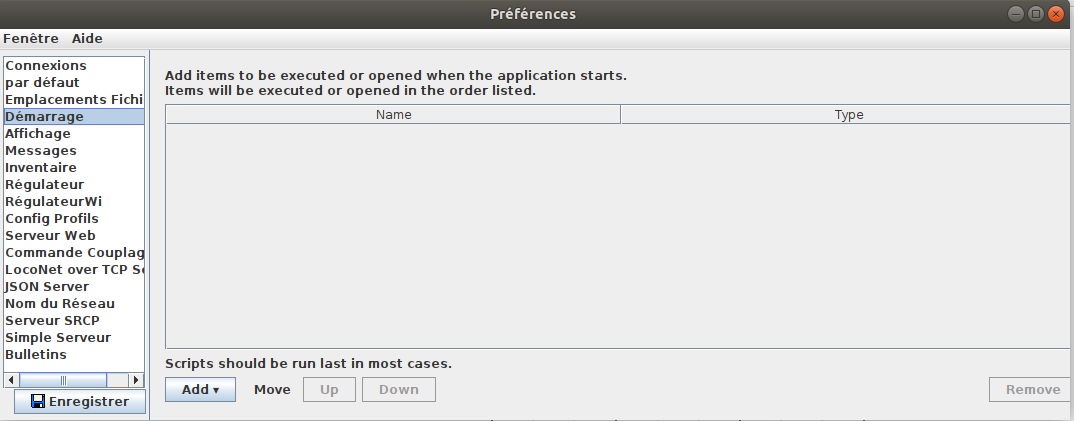 Préférences
Fenêtre Aide
Connexions
par défaut
Emplacements Fichi
Démarrage
Affichage
Messages
Inventaire
Régulateur
RégulateurWi
Config Profils
Serveur Web
Commande Couplag
LocoNet over TCP Se
JSON Server
Nom du Réseau
Serveur SRCP
Simple Serveur
Bulletins
Enregistrer
Add items to be executed or opened when the application starts.
Items will be executed or opened in the order listed.
Name Type
Scripts should be run last in most cases.
Add ▾ Move Up Down Remove